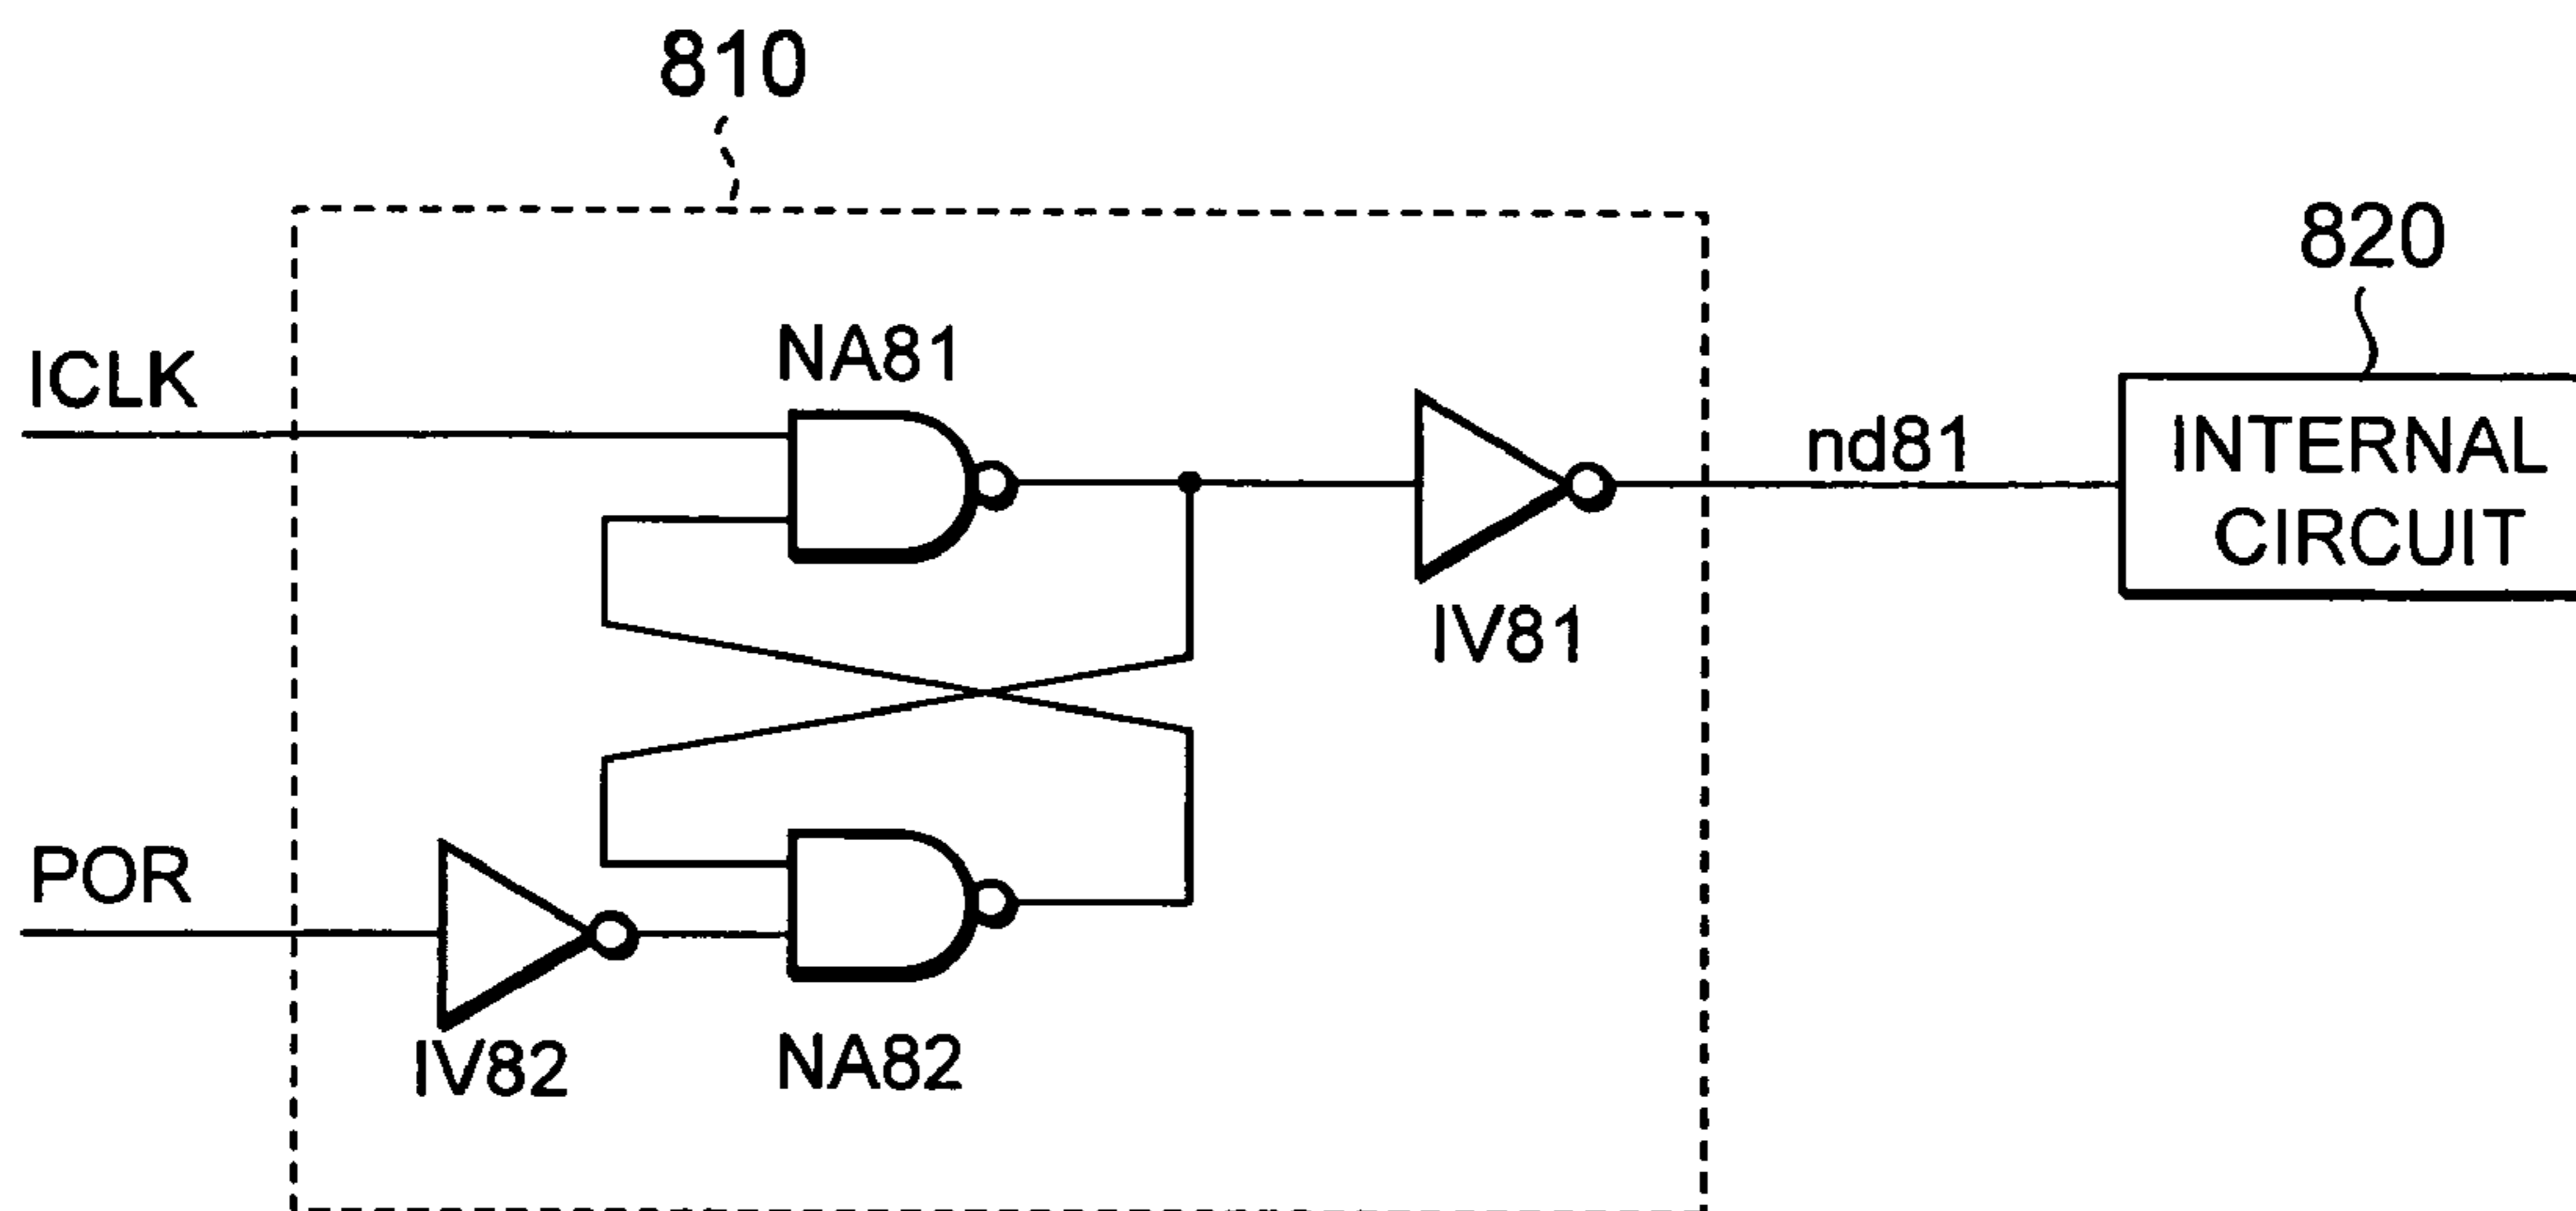 810
820
NA81
ICLK
nd81
INTERNAL
CIRCUIT
IV81
POR
IV82
NA82